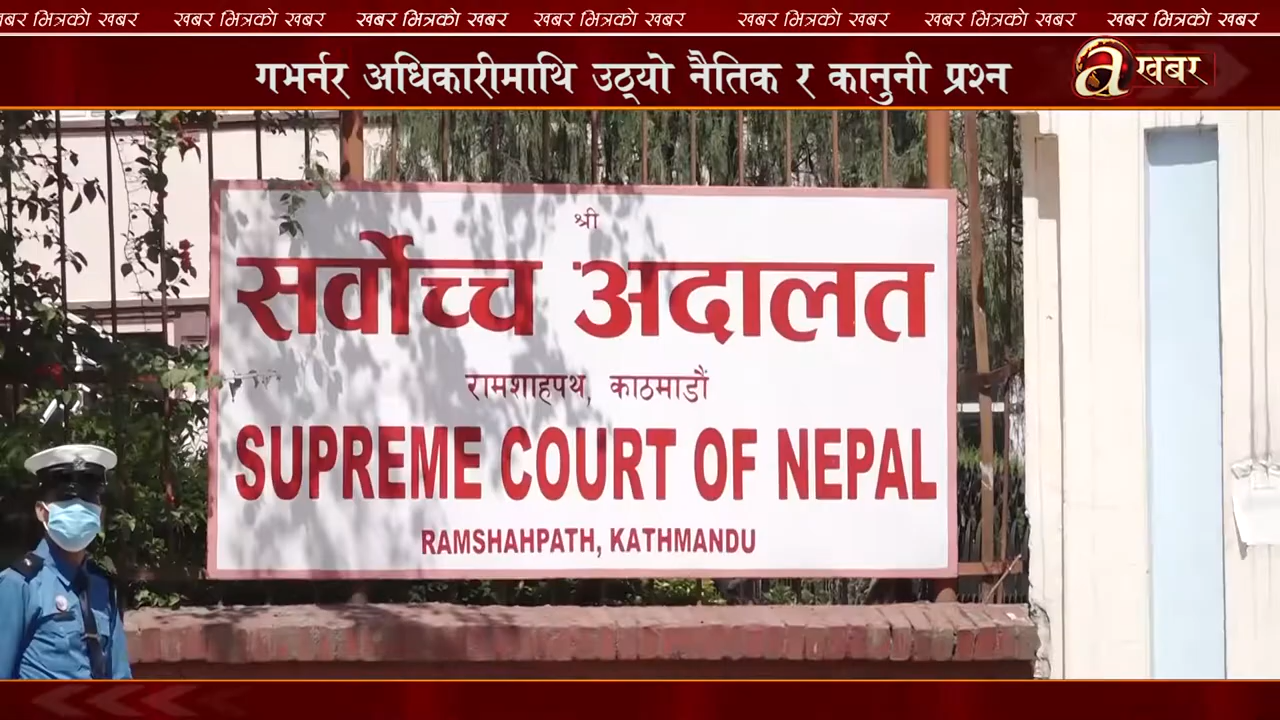 खबर भित्रको खबर खबर भित्रको खबर खबर भित्रको खबर खबर भित्रको खबर खबर भित्रको खबर खबर भित्रको खबर खबर भित्रको खबर
गभर्नर अधिकारीमाथि उठ्यो नैतिक र कानुनी प्रश्न
a खबर
श्री
सर्वोच्च अदालत
रामशाहपथ, काठमाडौं
SUPREME COURT OF NEPAL
RAMSHAHPATH, KATHMANDU